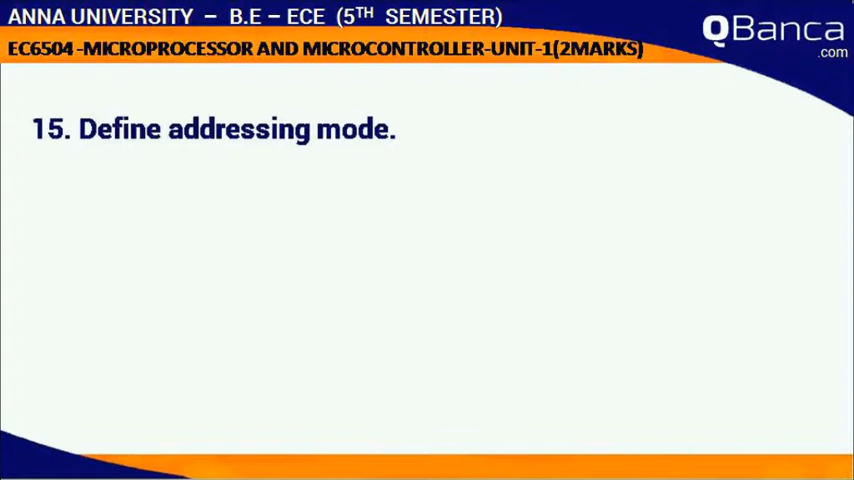 ANNA UNIVERSITY – B.E – ECE (5TH SEMESTER)
EC6504 -MICROPROCESSOR AND MICROCONTROLLER-UNIT-1(2MARKS)
QBanca
.com
15. Define addressing mode.